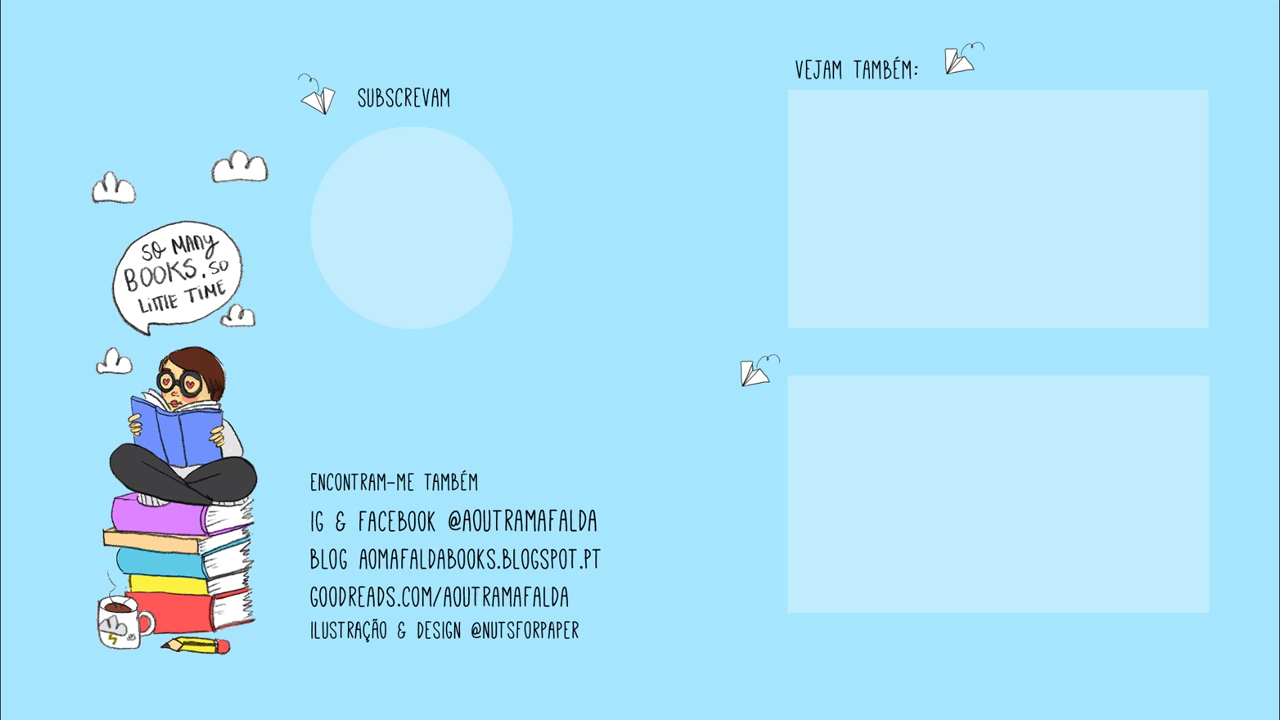 VEJAM TAMBÉM:
SUBSCREVAM
SO MANY
BOOKS, SO
LITTLE TIME
ENCONTRAM-ME TAMBÉM
IG & FACEBOOK @AOUTRAMAFALDA
BLOG AOMAFALDABOOKS.BLOGSPOT.PT
GOODREADS.COM/AOUTRAMAFALDA
ILUSTRAÇÃO & DESIGN @NUTSFORPAPER